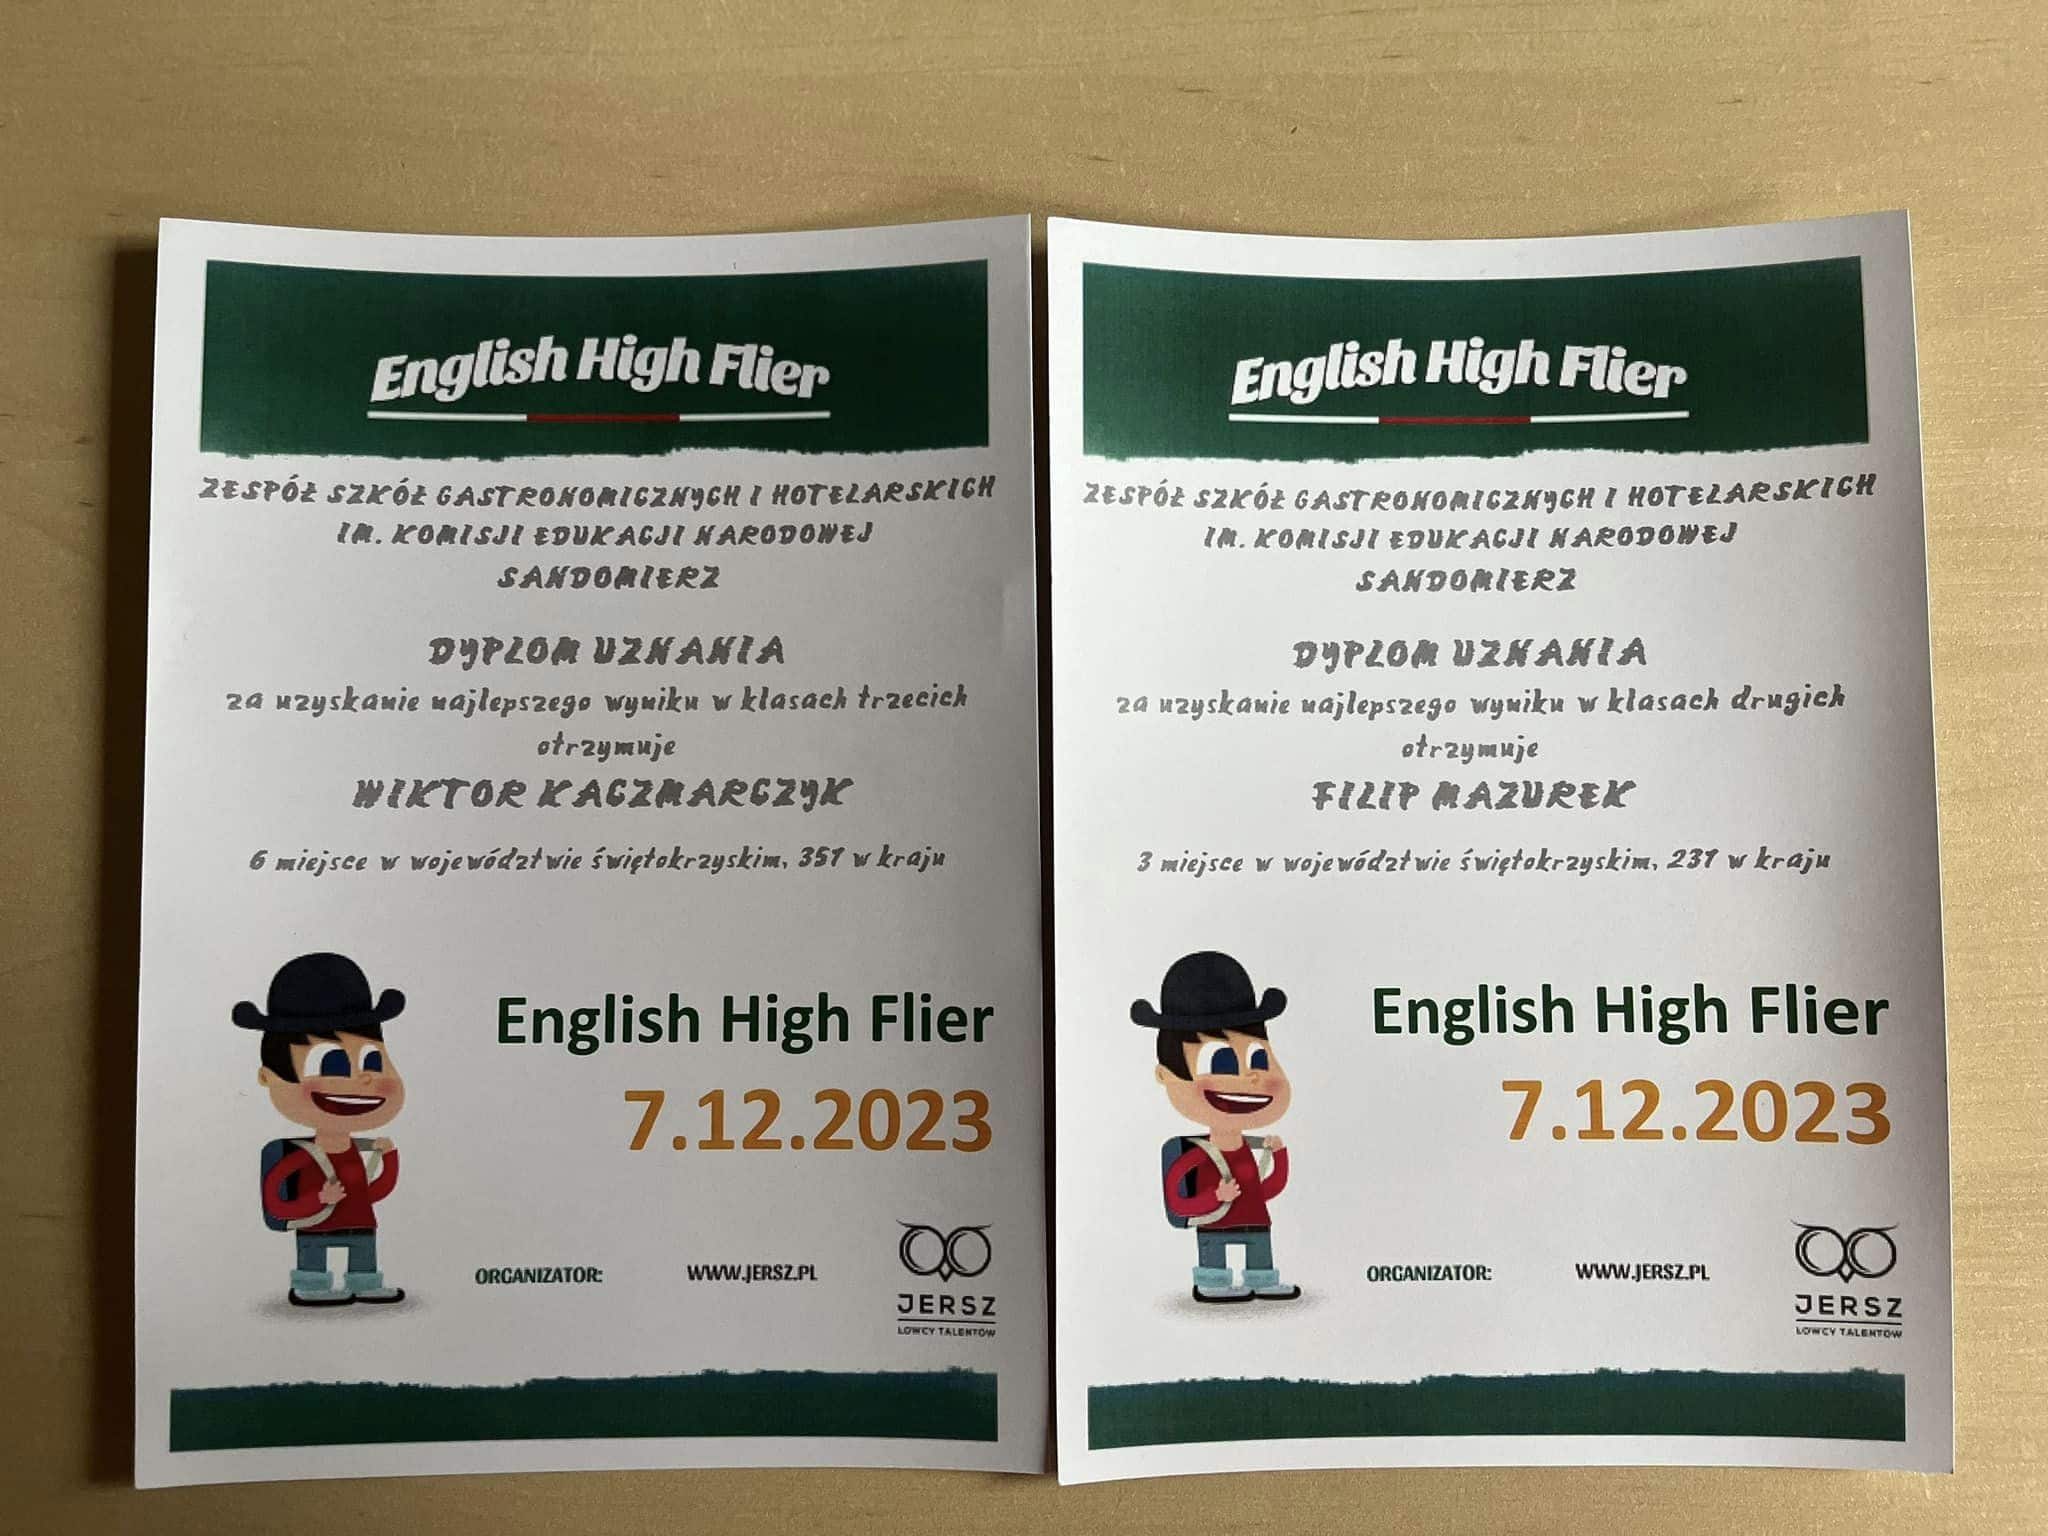 English High Flier
ZESPÓŁ SZKÓŁ GASTRONOMICZNYCH I HOTELARSKICH
IM. KOMISJI EDUKACJI NARODOWEJ
SANDOMIERZ
DYPLOM UZNANIA
za uzyskanie najlepszego wyniku w klasach trzecich
otrzymuje
WIKTOR KACZMARCZYK
6 miejsce w województwie świętokrzyskim, 351 w kraju
English High Flier
7.12.2023
ORGANIZATOR:
WWW.JERSZ.PL
JERSZ
ŁOWCY TALENTÓW
English High Flier
ZESPÓŁ SZKÓŁ GASTRONOMICZNYCH I HOTELARSKICH
IM. KOMISJI EDUKACJI NARODOWEJ
SANDOMIERZ
DYPLOM UZNANIA
za uzyskanie najlepszego wyniku w klasach drugich
otrzymuje
FILIP MAZUREK
3 miejsce w województwie świętokrzyskim, 231 w kraju
English High Flier
7.12.2023
ORGANIZATOR:
WWW.JERSZ.PL
JERSZ
ŁOWCY TALENTÓW